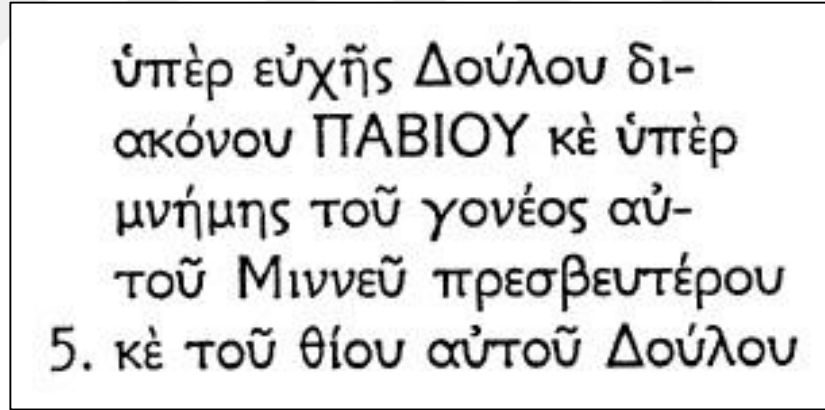 ὑπὲρ εὐχῆς Δούλου δι-
ακόνου ΠΑΒΙΟΥ κὲ ὑπὲρ
μνήμης τοῦ γονέος αὐ-
τοῦ Μιννεῦ πρεσβευτέρου
5. κὲ τοῦ θίου αὐτοῦ Δούλου